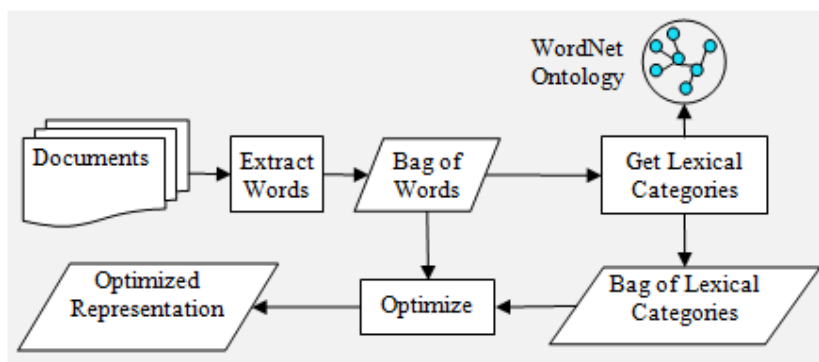 WordNet
Ontology
Documents
Extract
Words
Bag of
Words
Get Lexical
Categories
Optimized
Representation
Optimize
Bag of Lexical
Categories